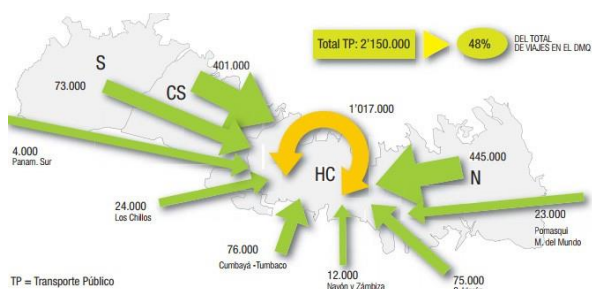 Total TP: 2'150.000
48%
DEL TOTAL
DE VIAJES EN EL DMQ
S
73.000
CS
401.000
1'017.000
HC
445.000
N
4.000
Panam. Sur
24.000
Los Chillos
76.000
Cumbayá -Tumbaco
12.000
Nayón y Zámbiza
75.000
23.000
Pomasqui
M. del Mundo
TP = Transporte Público